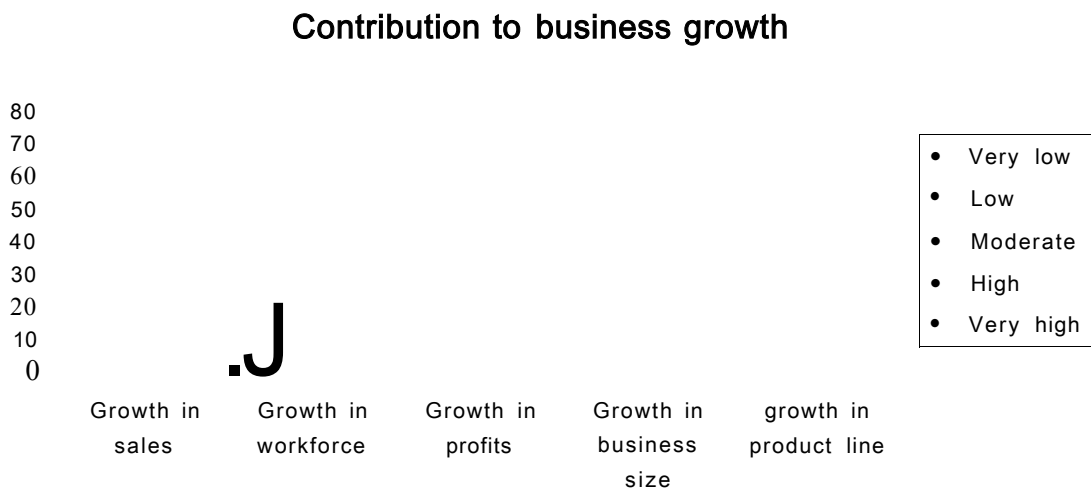 Contribution to business growth
80
70
60
50
40
30
20
10
0
.J
Growth in sales
Growth in workforce
Growth in profits
Growth in business size
growth in product line
• Very low
• Low
• Moderate
• High
• Very high